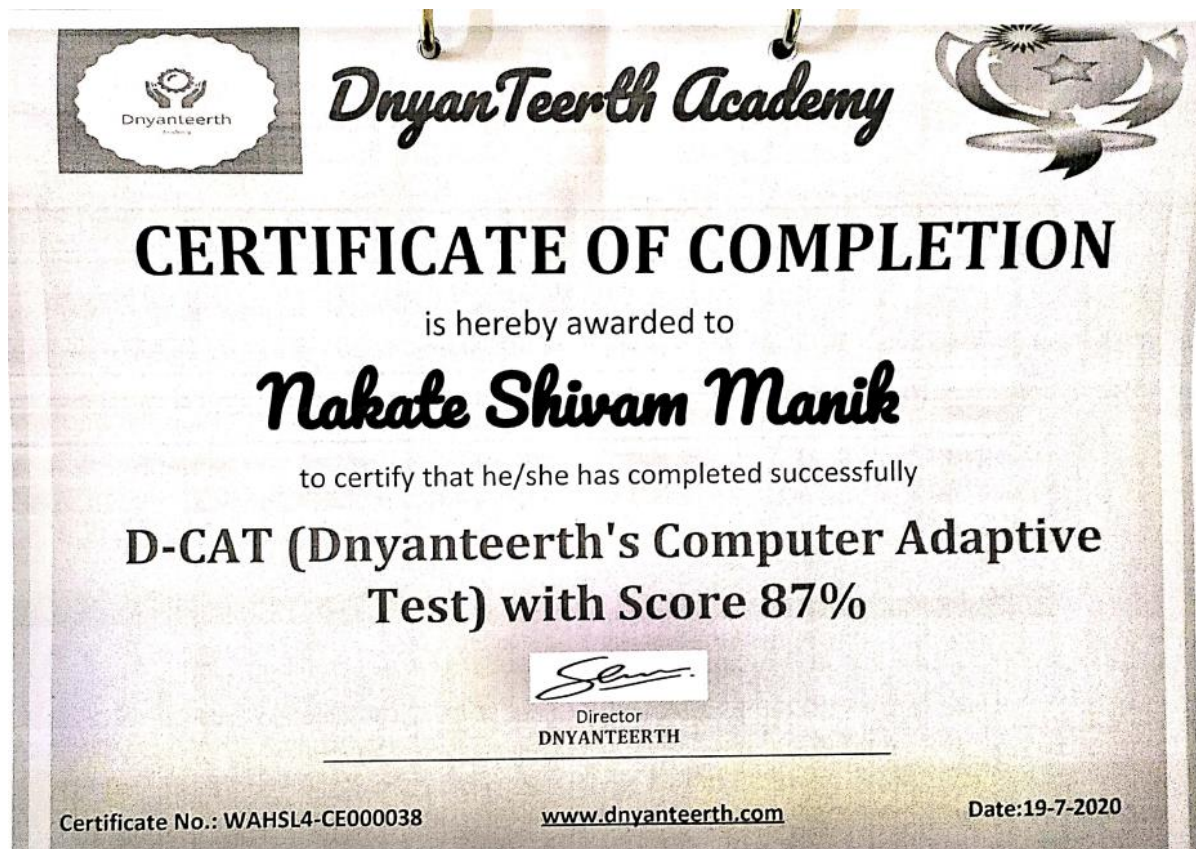 Dnyanteerth
DnyanTeerth Academy
CERTIFICATE OF COMPLETION
is hereby awarded to
Nakate Shivam Manik
to certify that he/she has completed successfully
D-CAT (Dnyanteerth's Computer Adaptive
Test) with Score 87%
Director
DNYANTEERTH
Certificate No.: WAHSL4-CE000038
www.dnyanteerth.com
Date:19-7-2020